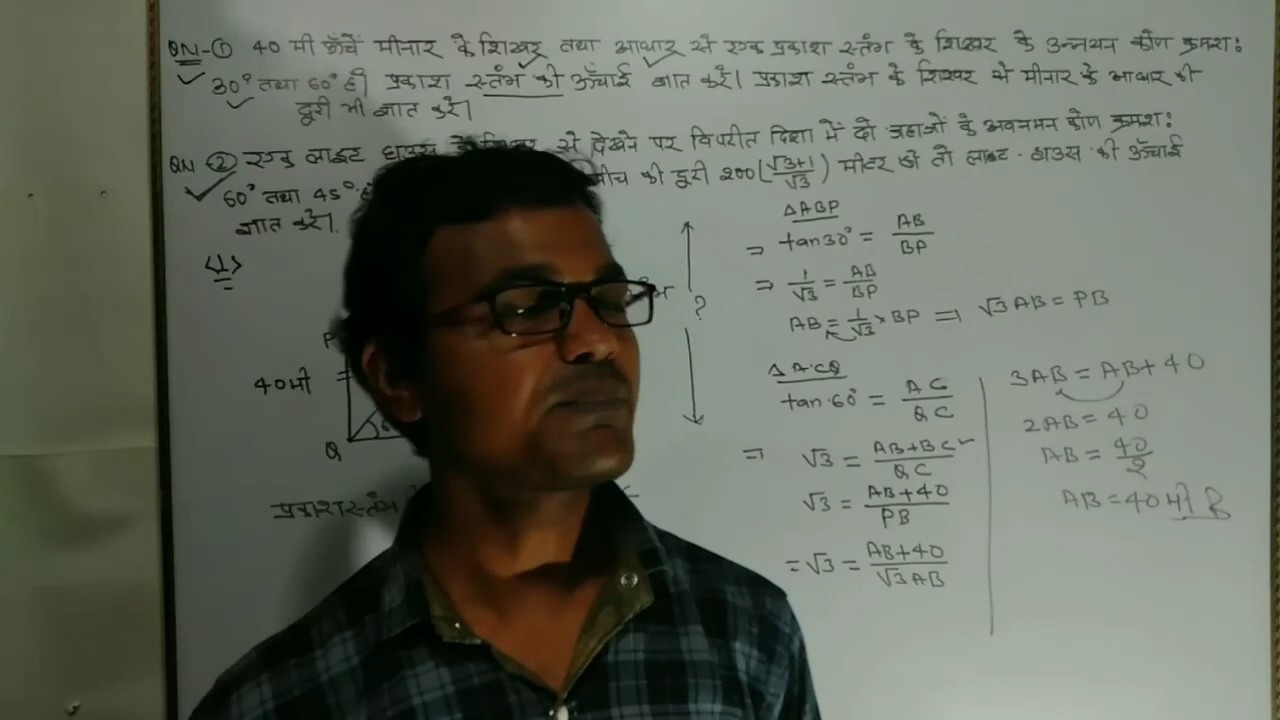 QN-① 40 मी ऊँचें मीनार के शिखर तथा आधार से एक प्रकाश स्तंभ के शिखर के उन्नयन कोण क्रमश:
30° तथा 60° है। प्रकाश स्तंभ की ऊँचाई ज्ञात करें। प्रकाश स्तंभ के शिखर से मीनार के आधार की
दूरी भी ज्ञात करें।
QN ② एक लाइट से देखने पर विपरीत दिशा में दो जहाजों के अवनमन कोण क्रमश:
60° तथा 45° बीच की दूरी 200(√3+1/√3) मीटर हो तो लाइट हाउस की ऊँचाई
ज्ञात करें।
<1>
40मी
Q
प्रकाशस्तंभ
?
ΔABP
⇒ tan30° = AB/BP
⇒ 1/√3 = AB/BP
AB = 1/√3 × BP ⇒ √3 AB = PB
ΔACQ
tan·60° = AC/QC
⇒ √3 = AB+BC/QC
√3 = AB+40/PB
= √3 = AB+40/√3AB
3AB = AB+40
2AB = 40
AB = 40/2
AB = 40मी